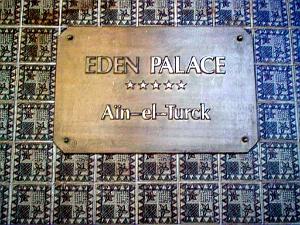 EDEN PALACE
★★★★★
Aïn-el-Turck